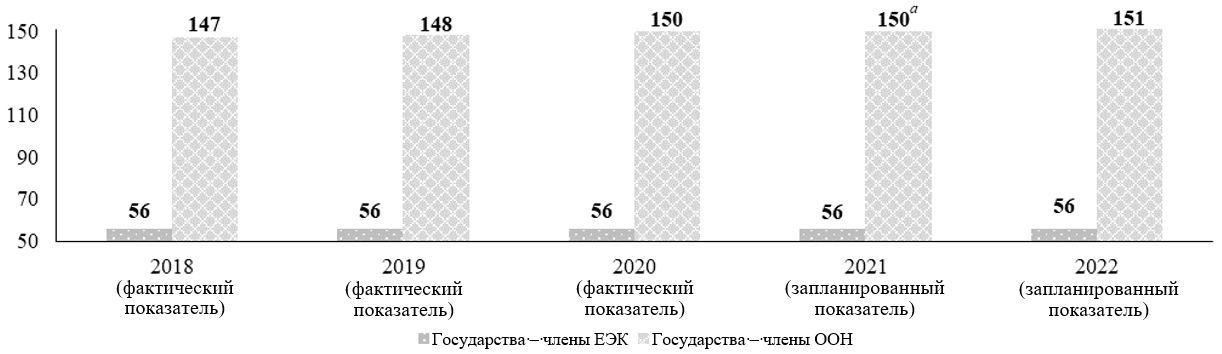 147 148 150 150a 151
150
130
110
90
70
50
56 56 56 56 56
2018 2019 2020 2021 2022
(фактический (фактический (фактический (запланированный (запланированный
показатель) показатель) показатель) показатель) показатель)
Государства – члены ЕЭК Государства – члены ООН